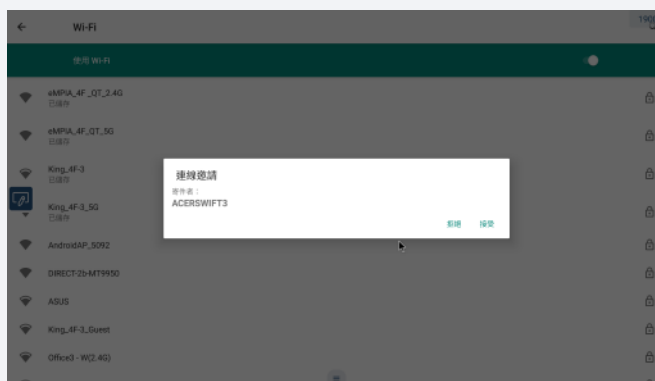 Wi-Fi
使用 Wi-Fi
eMPIA_4F_QT_2.4G
已儲存
eMPIA_4F_QT_5G
已儲存
King_4F-3
已儲存
連線邀請
寄件者：
ACERSWIFT3
拒絕 接受
King_4F-3_5G
已儲存
AndroidAP_5092
DIRECT-2b-MT9950
ASUS
King_4F-3_Guest
Office3 - W(2.4G)